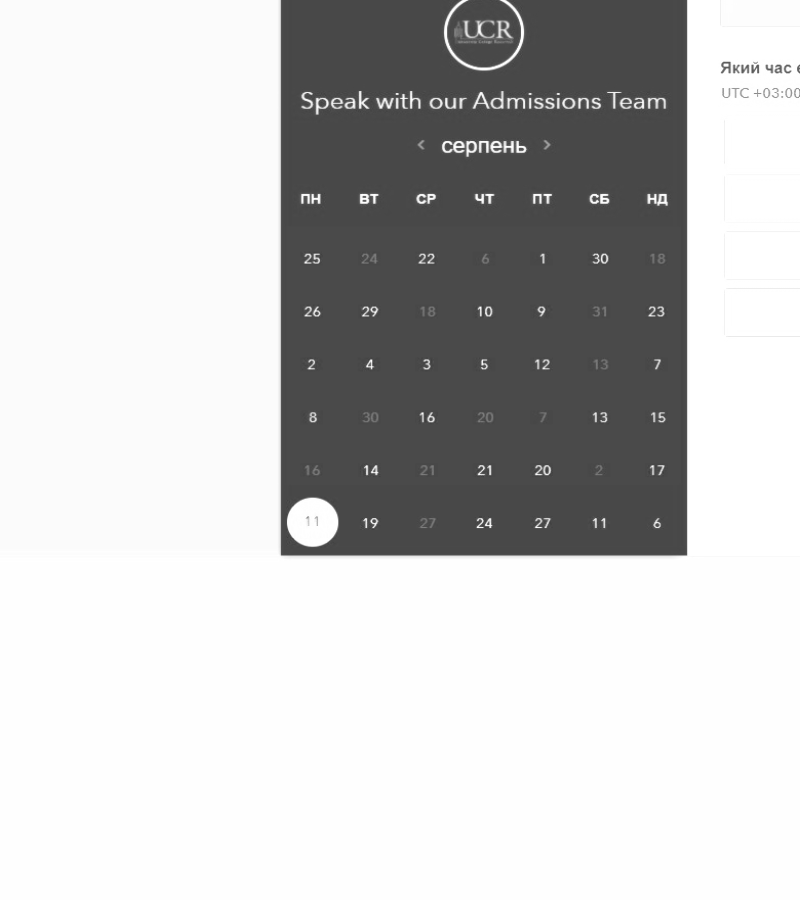 UCR
Speak with our Admissions Team
Який час
UTC +03:00
< серпень >
ПН ВТ СР ЧТ ПТ СБ НД
25 24 22 6 1 30 18
26 29 18 10 9 31 23
2 4 3 5 12 13 7
8 30 16 20 7 13 15
16 14 21 21 20 2 17
11 19 27 24 27 11 6